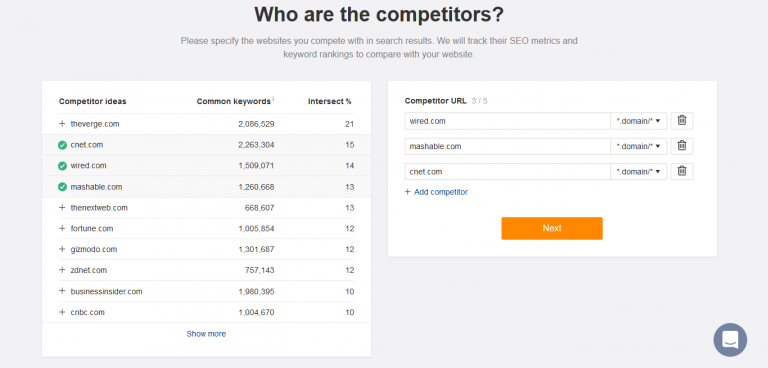 Who are the competitors?
Please specify the websites you compete with in search results. We will track their SEO metrics and
keyword rankings to compare with your website.
Competitor ideas Common keywords i Intersect %
+ theverge.com 2,086,529 21
cnet.com 2,263,304 15
wired.com 1,509,071 14
mashable.com 1,260,668 13
+ thenextweb.com 668,607 13
+ fortune.com 1,005,854 12
+ gizmodo.com 1,301,687 12
+ zdnet.com 757,143 12
+ businessinsider.com 1,980,395 10
+ cnbc.com 1,004,670 10
Show more
Competitor URL 3 / 5
wired.com *.domain/*
mashable.com *.domain/*
cnet.com *.domain/*
+ Add competitor
Next